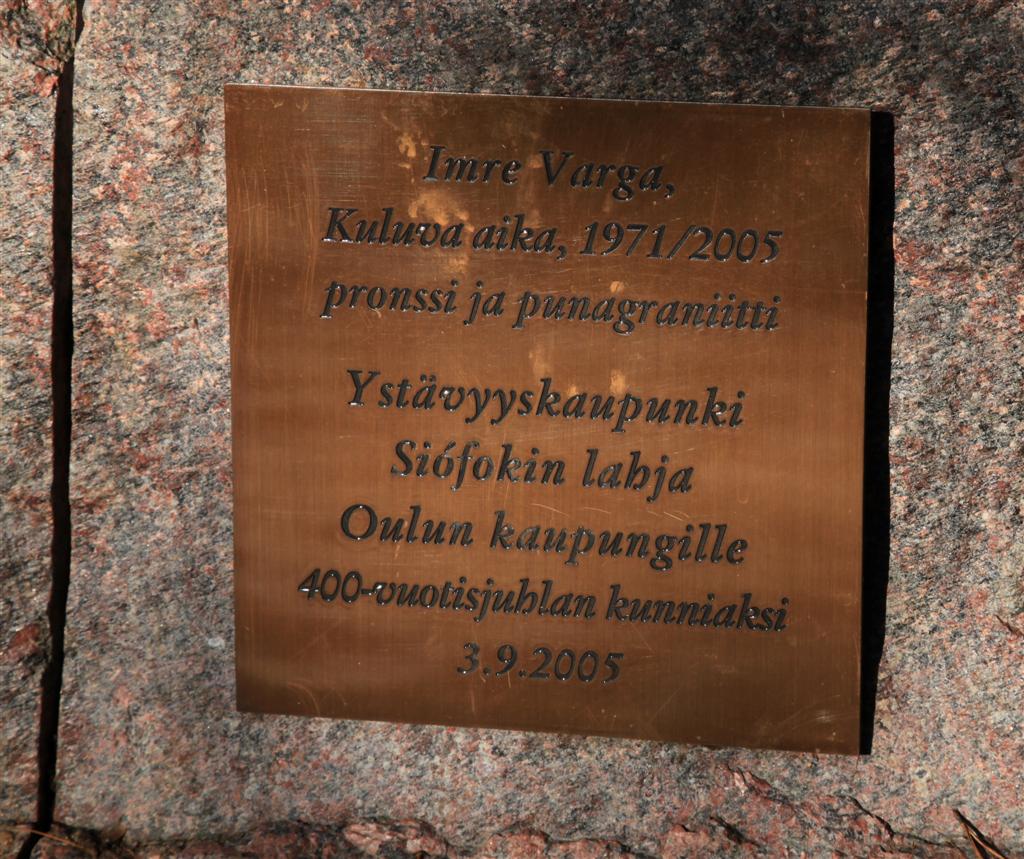 Imre Varga,
Kuluva aika, 1971/2005
pronssi ja punagraniitti
Ystävyyskaupunki
Siófokin lahja
Oulun kaupungille
400-vuotisjuhlan kunniaksi
3.9.2005